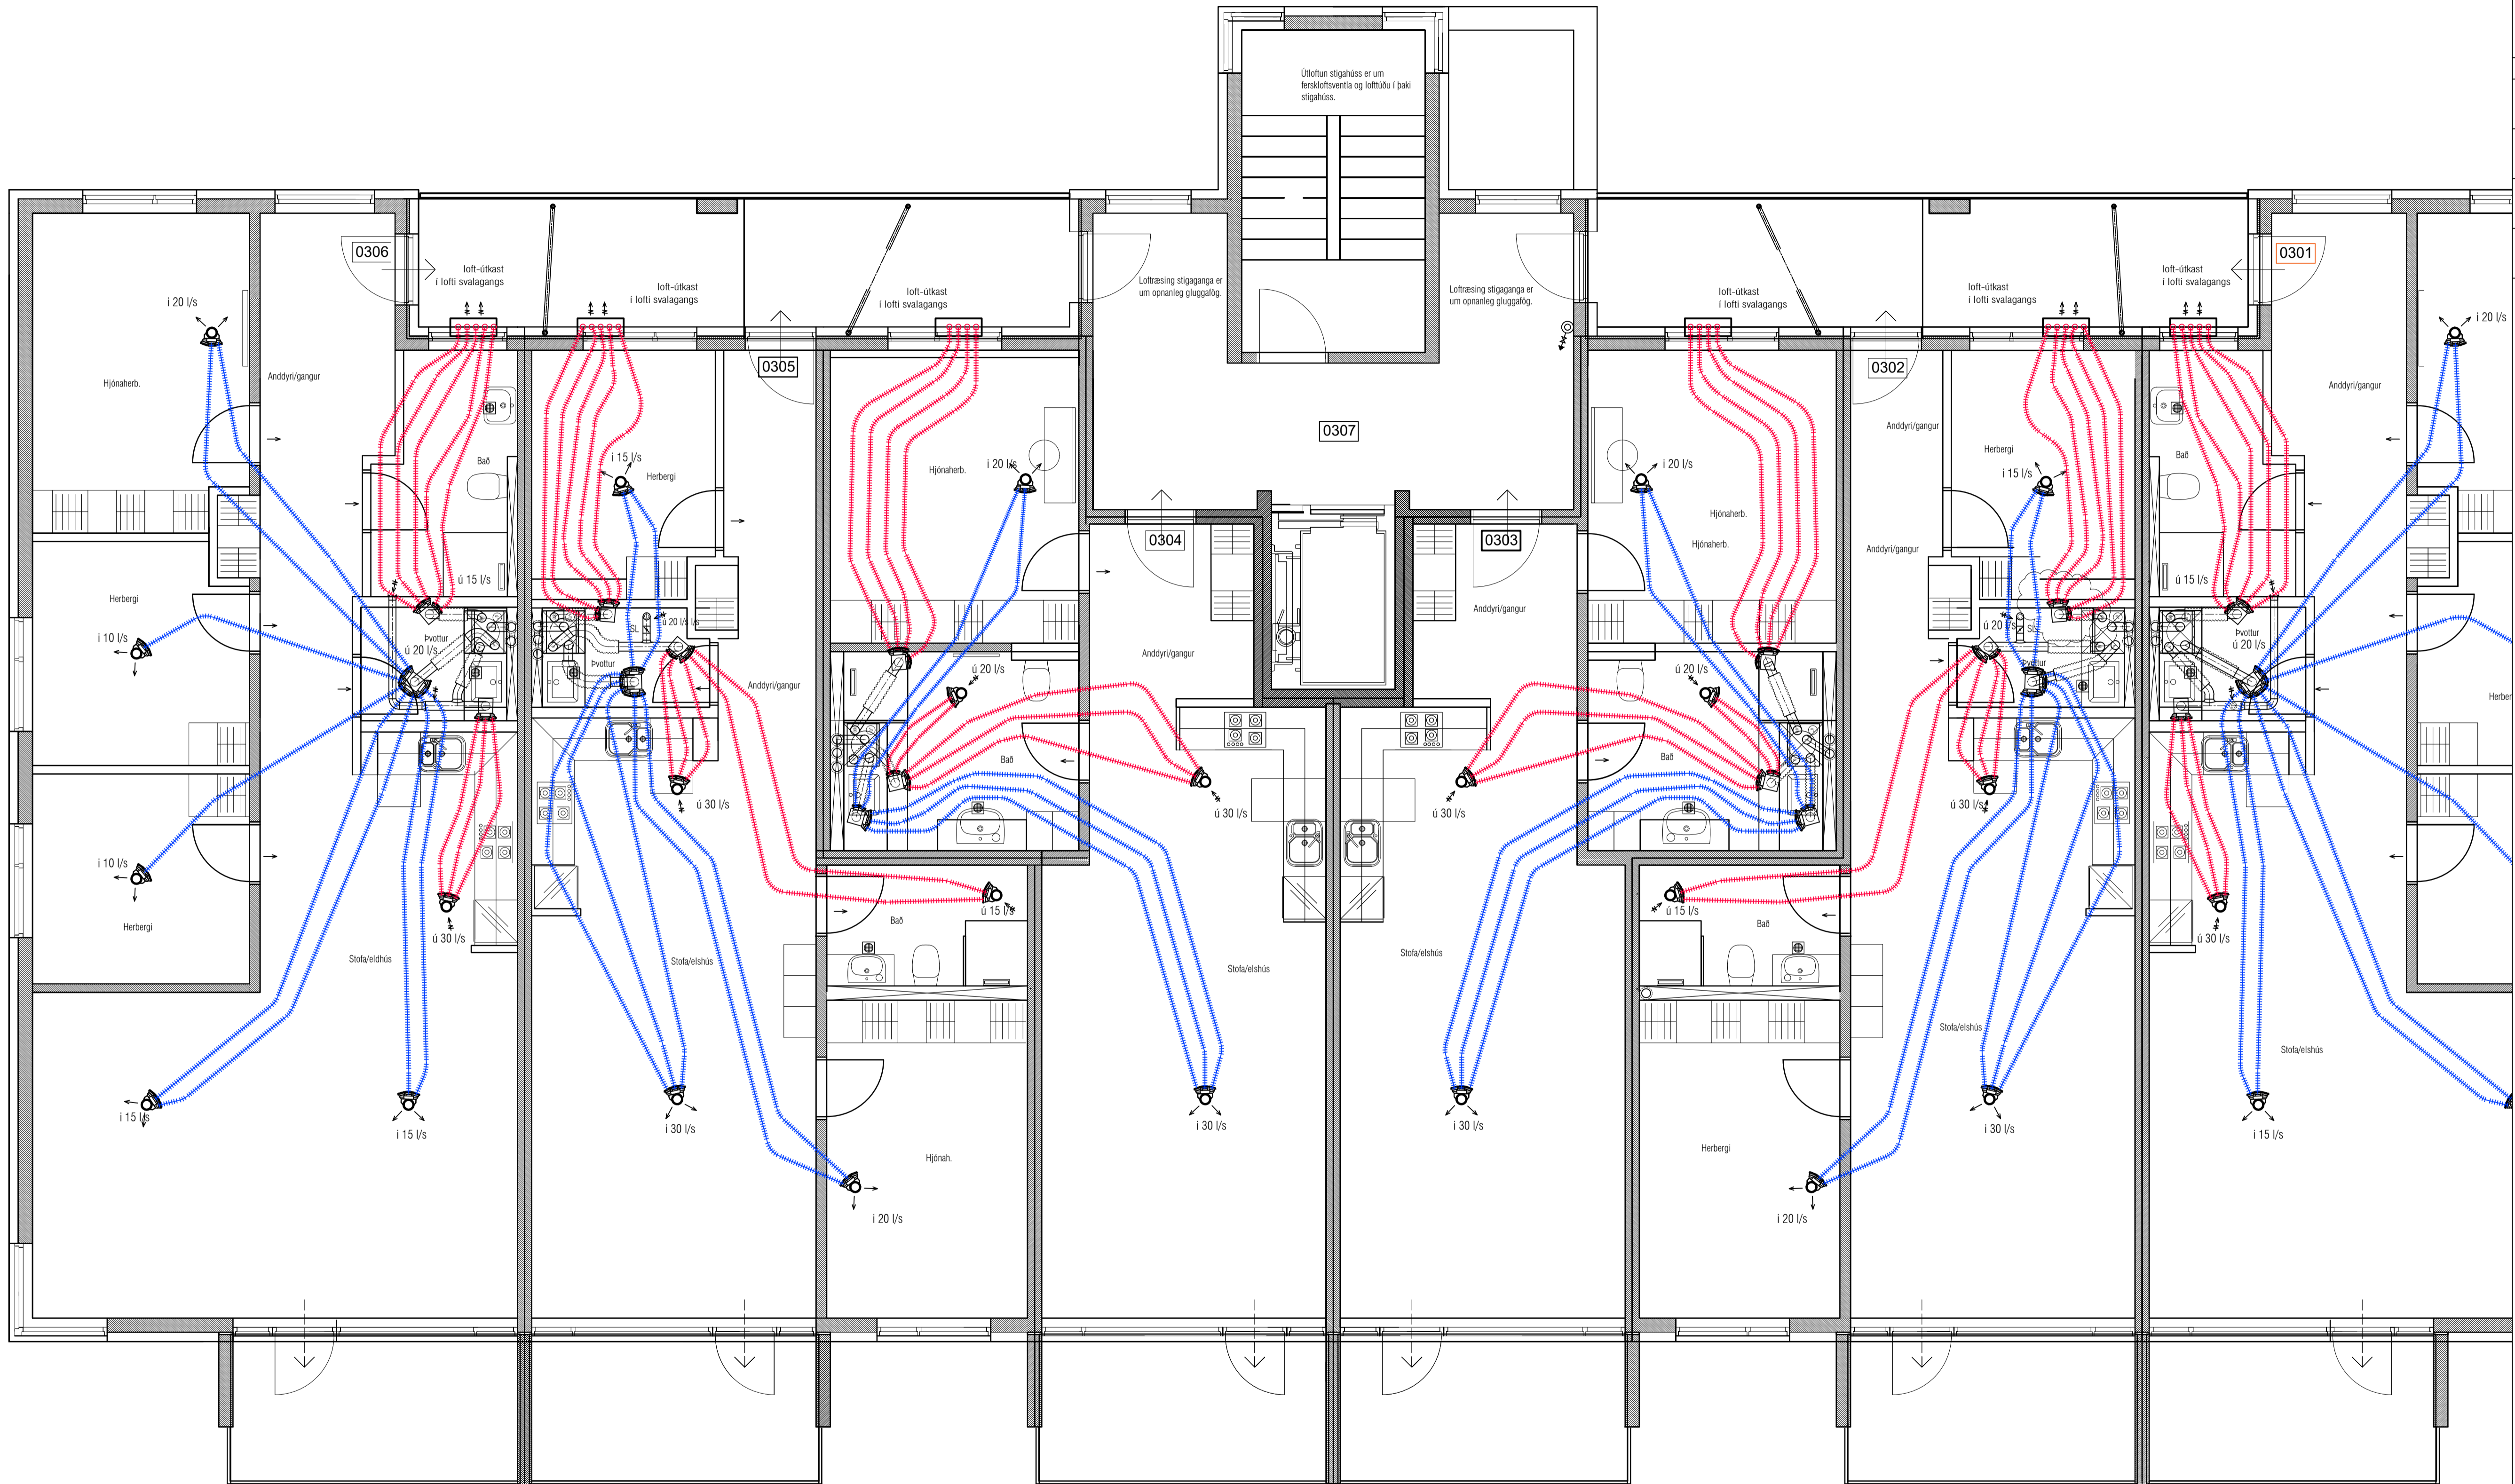 Útloftun stigahúss er um
ferskloftsventla og lofttúðu í þaki
stigahúss.
0306
loft-útkast
í lofti svalagangs
loft-útkast
í lofti svalagangs
loft-útkast
í lofti svalagangs
Loftræsing stigaganga er
um opnanleg gluggafög.
Loftræsing stigaganga er
um opnanleg gluggafög.
loft-útkast
í lofti svalagangs
loft-útkast
í lofti svalagangs
loft-útkast
í lofti svalagangs
0301
i 20 l/s
i 20 l/s
Hjónaherb.
Anddyri/gangur
0305
0302
Anddyri/gangur
0307
Anddyri/gangur
Bað
i 15 l/s
Herbergi
Hjónaherb.
i 20 l/s
i 20 l/s
Herbergi
i 15 l/s
Bað
Hjónaherb.
Hjónaherb.
0304
0303
Anddyri/gangur
ú 15 l/s
ú 15 l/s
Herbergi
Anddyri/gangur
i 10 l/s
Þvottur
ú 20 l/s
SL
ú 20 l/s l/s
Þvottur
Anddyri/gangur
ú 20 l/s
SL
Þvottur
Þvottur
ú 20 l/s
Anddyri/gangur
ú 20 l/s
ú 20 l/s
Herber
Bað
Bað
ú 30 l/s
ú 30 l/s
ú 30 l/s
ú 30 l/s
i 10 l/s
Herbergi
ú 30 l/s
ú 15 l/s
Bað
ú 15 l/s
Bað
ú 30 l/s
Stofa/eldhús
Stofa/elshús
Stofa/elshús
Stofa/elshús
Stofa/elshús
Stofa/elshús
i 15 l/s
i 15 l/s
i 30 l/s
i 30 l/s
i 30 l/s
i 30 l/s
i 15 l/s
Hjónah.
Herbergi
i 20 l/s
i 20 l/s